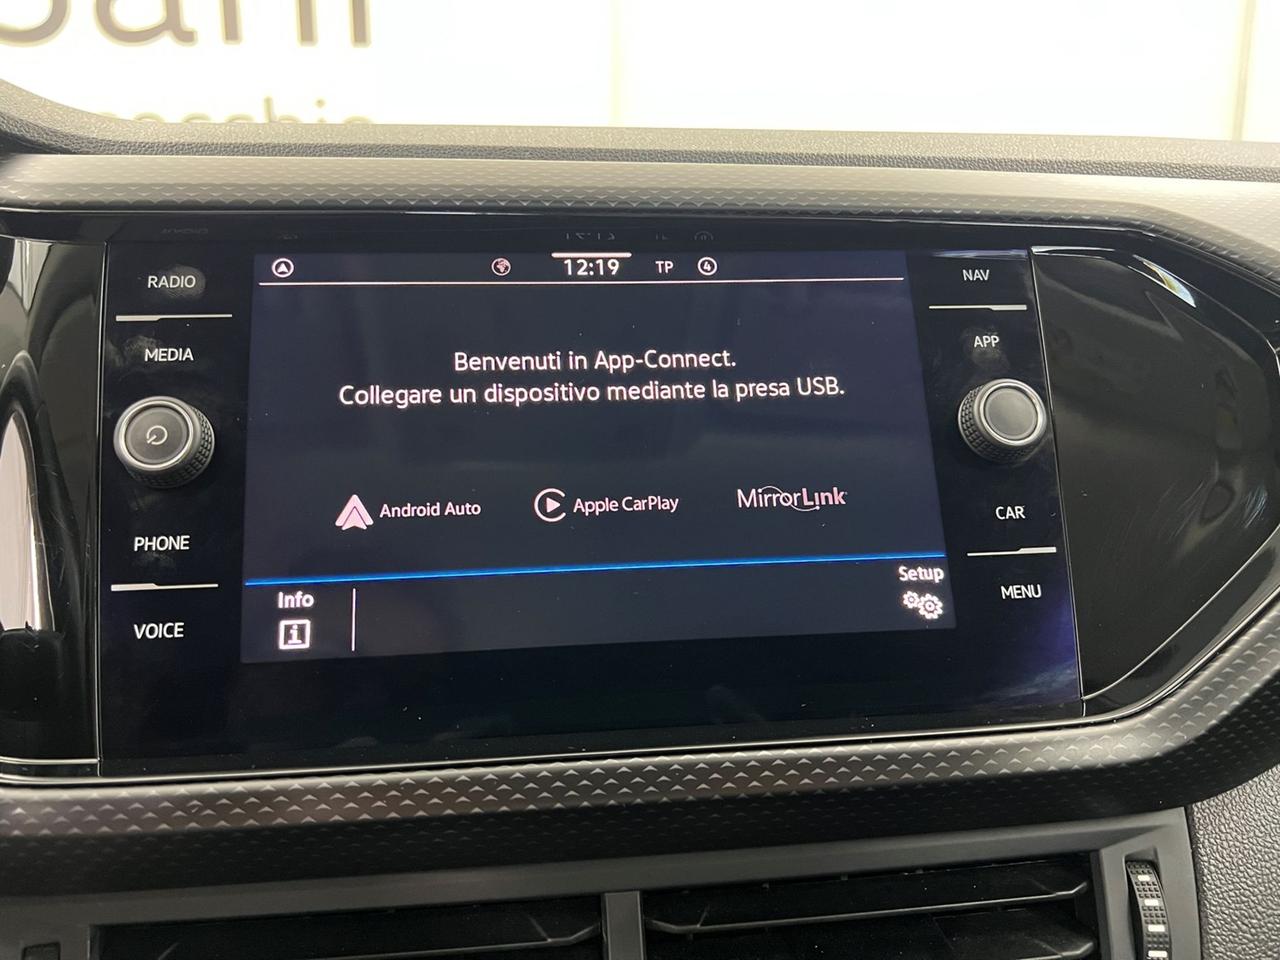 RADIO
MEDIA
PHONE
VOICE
12:19 TP 4
Benvenuti in App-Connect.
Collegare un dispositivo mediante la presa USB.
Android Auto
Apple CarPlay
MirrorLink
Info
i
Setup
NAV
APP
CAR
MENU